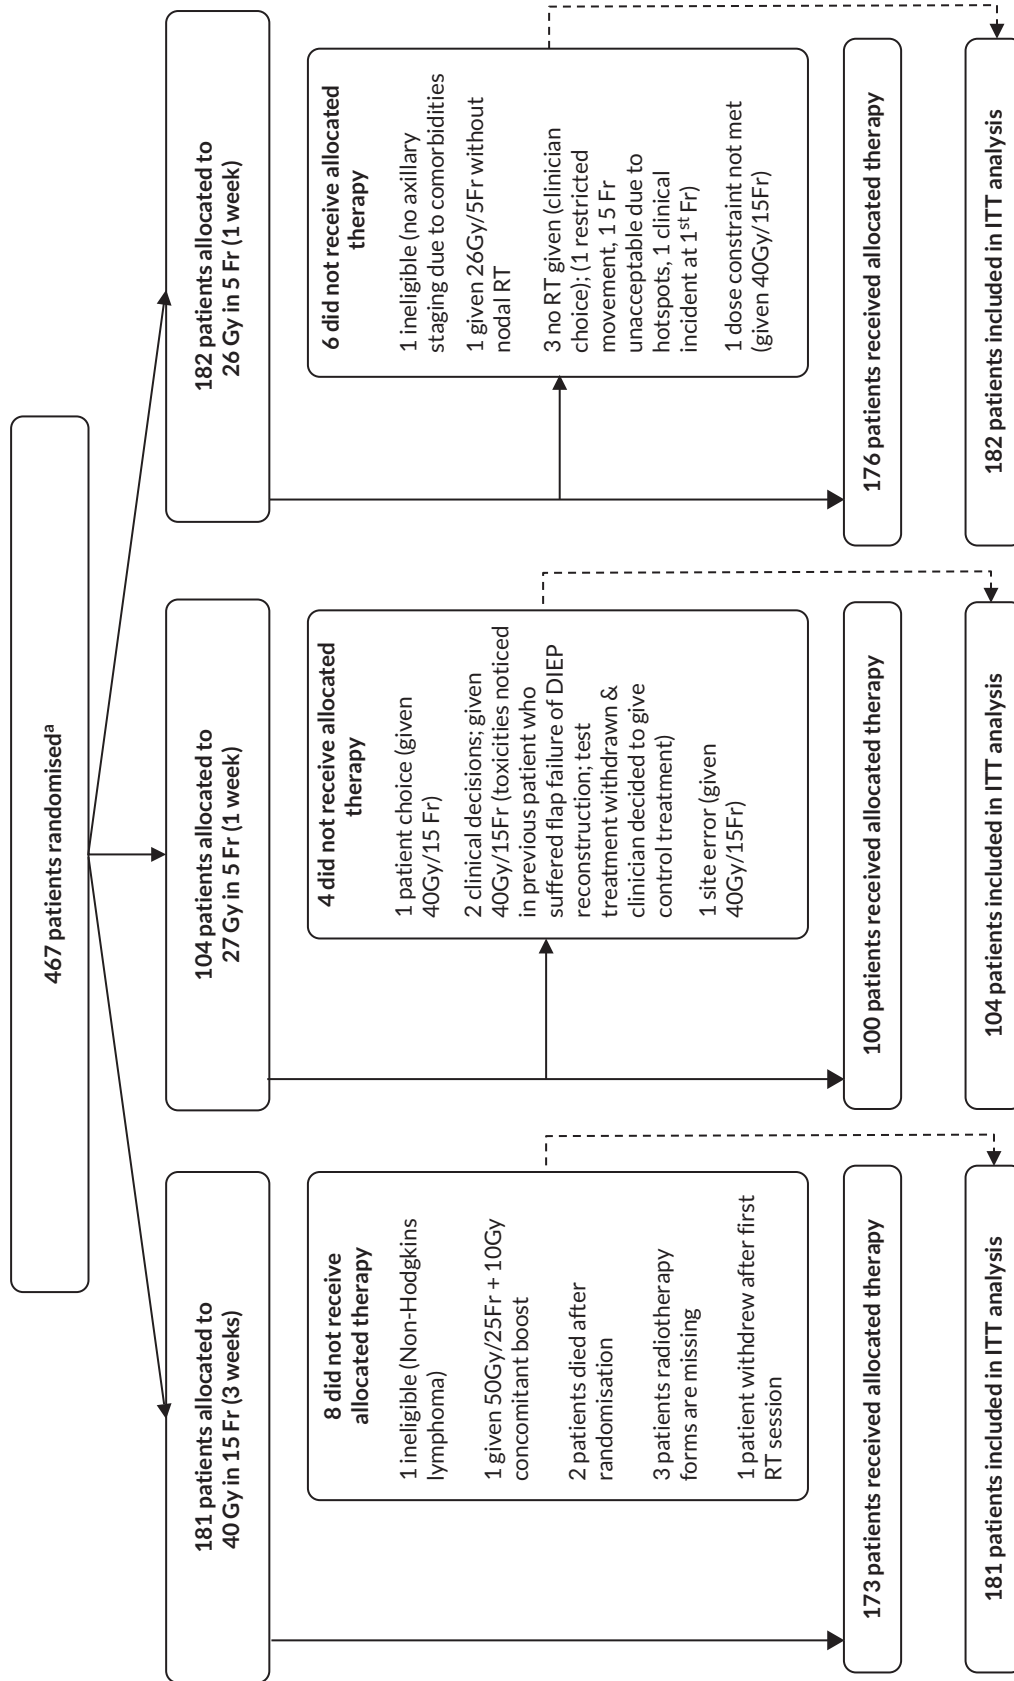 467 patients randomisedᵃ
181 patients allocated to
40 Gy in 15 Fr (3 weeks)
104 patients allocated to
27 Gy in 5 Fr (1 week)
182 patients allocated to
26 Gy in 5 Fr (1 week)
8 did not receive
allocated therapy
1 ineligible (Non-Hodgkins
lymphoma)
1 given 50Gy/25Fr + 10Gy
concomitant boost
2 patients died after
randomisation
3 patients radiotherapy
forms are missing
1 patient withdrew after first
RT session
4 did not receive allocated
therapy
1 patient choice (given
40Gy/15 Fr)
2 clinical decisions; given
40Gy/15Fr (toxicities noticed
in previous patient who
suffered flap failure of DIEP
reconstruction; test
treatment withdrawn &
clinician decided to give
control treatment)
1 site error (given
40Gy/15Fr)
6 did not receive allocated
therapy
1 ineligible (no axillary
staging due to comorbidities
1 given 26Gy/5Fr without
nodal RT
3 no RT given (clinician
choice); (1 restricted
movement, 1 5 Fr
unacceptable due to
hotspots, 1 clinical
incident at 1ˢᵗ Fr)
1 dose constraint not met
(given 40Gy/15Fr)
173 patients received allocated therapy
100 patients received allocated therapy
176 patients received allocated therapy
181 patients included in ITT analysis
104 patients included in ITT analysis
182 patients included in ITT analysis